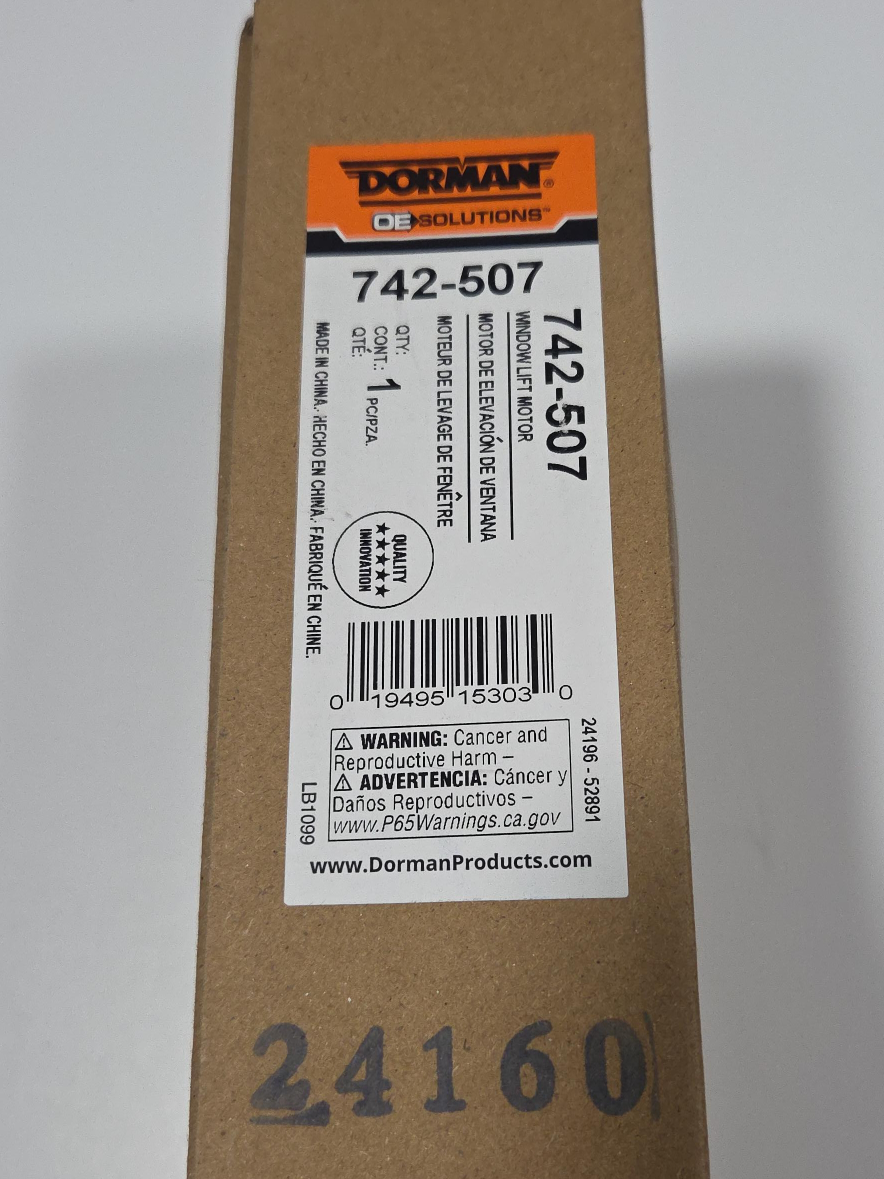 DORMAN®
OE SOLUTIONS™
742-507
742-507
WINDOW LIFT MOTOR
MOTOR DE ELEVACIÓN DE VENTANA
MOTEUR DE LEVAGE DE FENÊTRE
QTY:
CONT.: 1 PC/PZA.
QTÉ:
MADE IN CHINA. HECHO EN CHINA. FABRIQUÉ EN CHINE.
QUALITY
★★★★★
INNOVATION
0 19495 15303 0
24196 - 52891
⚠ WARNING: Cancer and
Reproductive Harm –
⚠ ADVERTENCIA: Cáncer y
Daños Reproductivos –
www.P65Warnings.ca.gov
LB1099
www.DormanProducts.com
24160